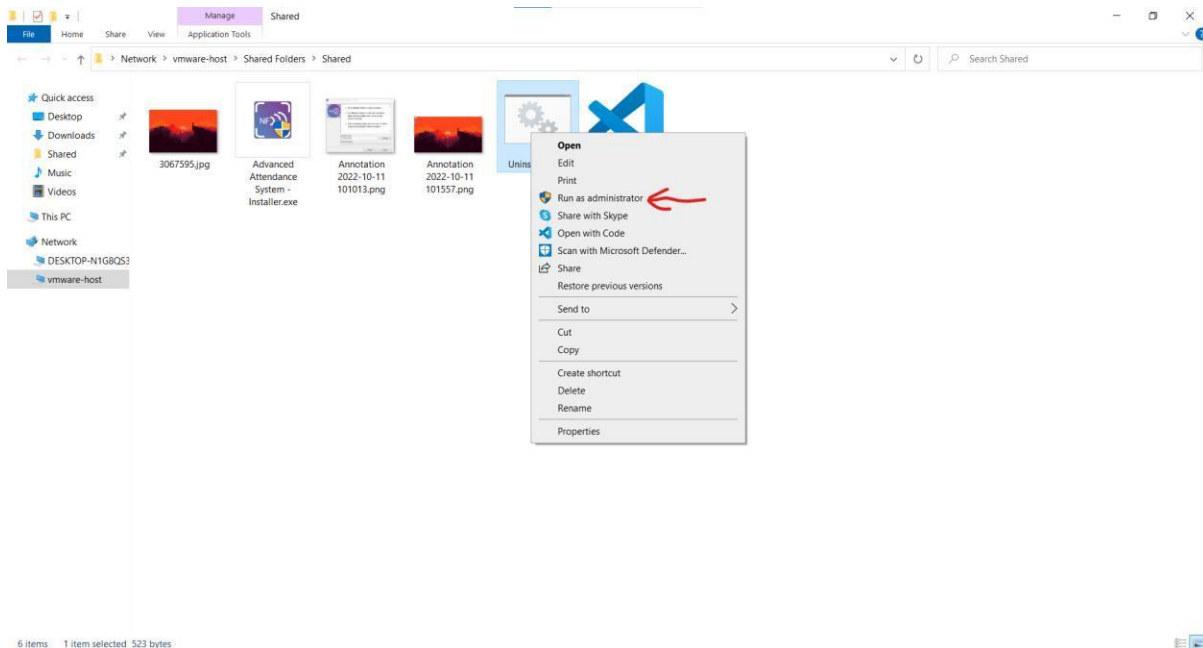 Manage
Shared
File
Home
Share
View
Application Tools
Network > vmware-host > Shared Folders > Shared
Search Shared
Quick access
Desktop
Downloads
Shared
Music
Videos
This PC
Network
DESKTOP-N1G8QS3
vmware-host
3067595.jpg
NF
Advanced
Attendance
System -
Installer.exe
Annotation
2022-10-11
101013.png
Annotation
2022-10-11
101557.png
Unins
Open
Edit
Print
Run as administrator
Share with Skype
Open with Code
Scan with Microsoft Defender...
Share
Restore previous versions
Send to
Cut
Copy
Create shortcut
Delete
Rename
Properties
6 items
1 item selected 523 bytes